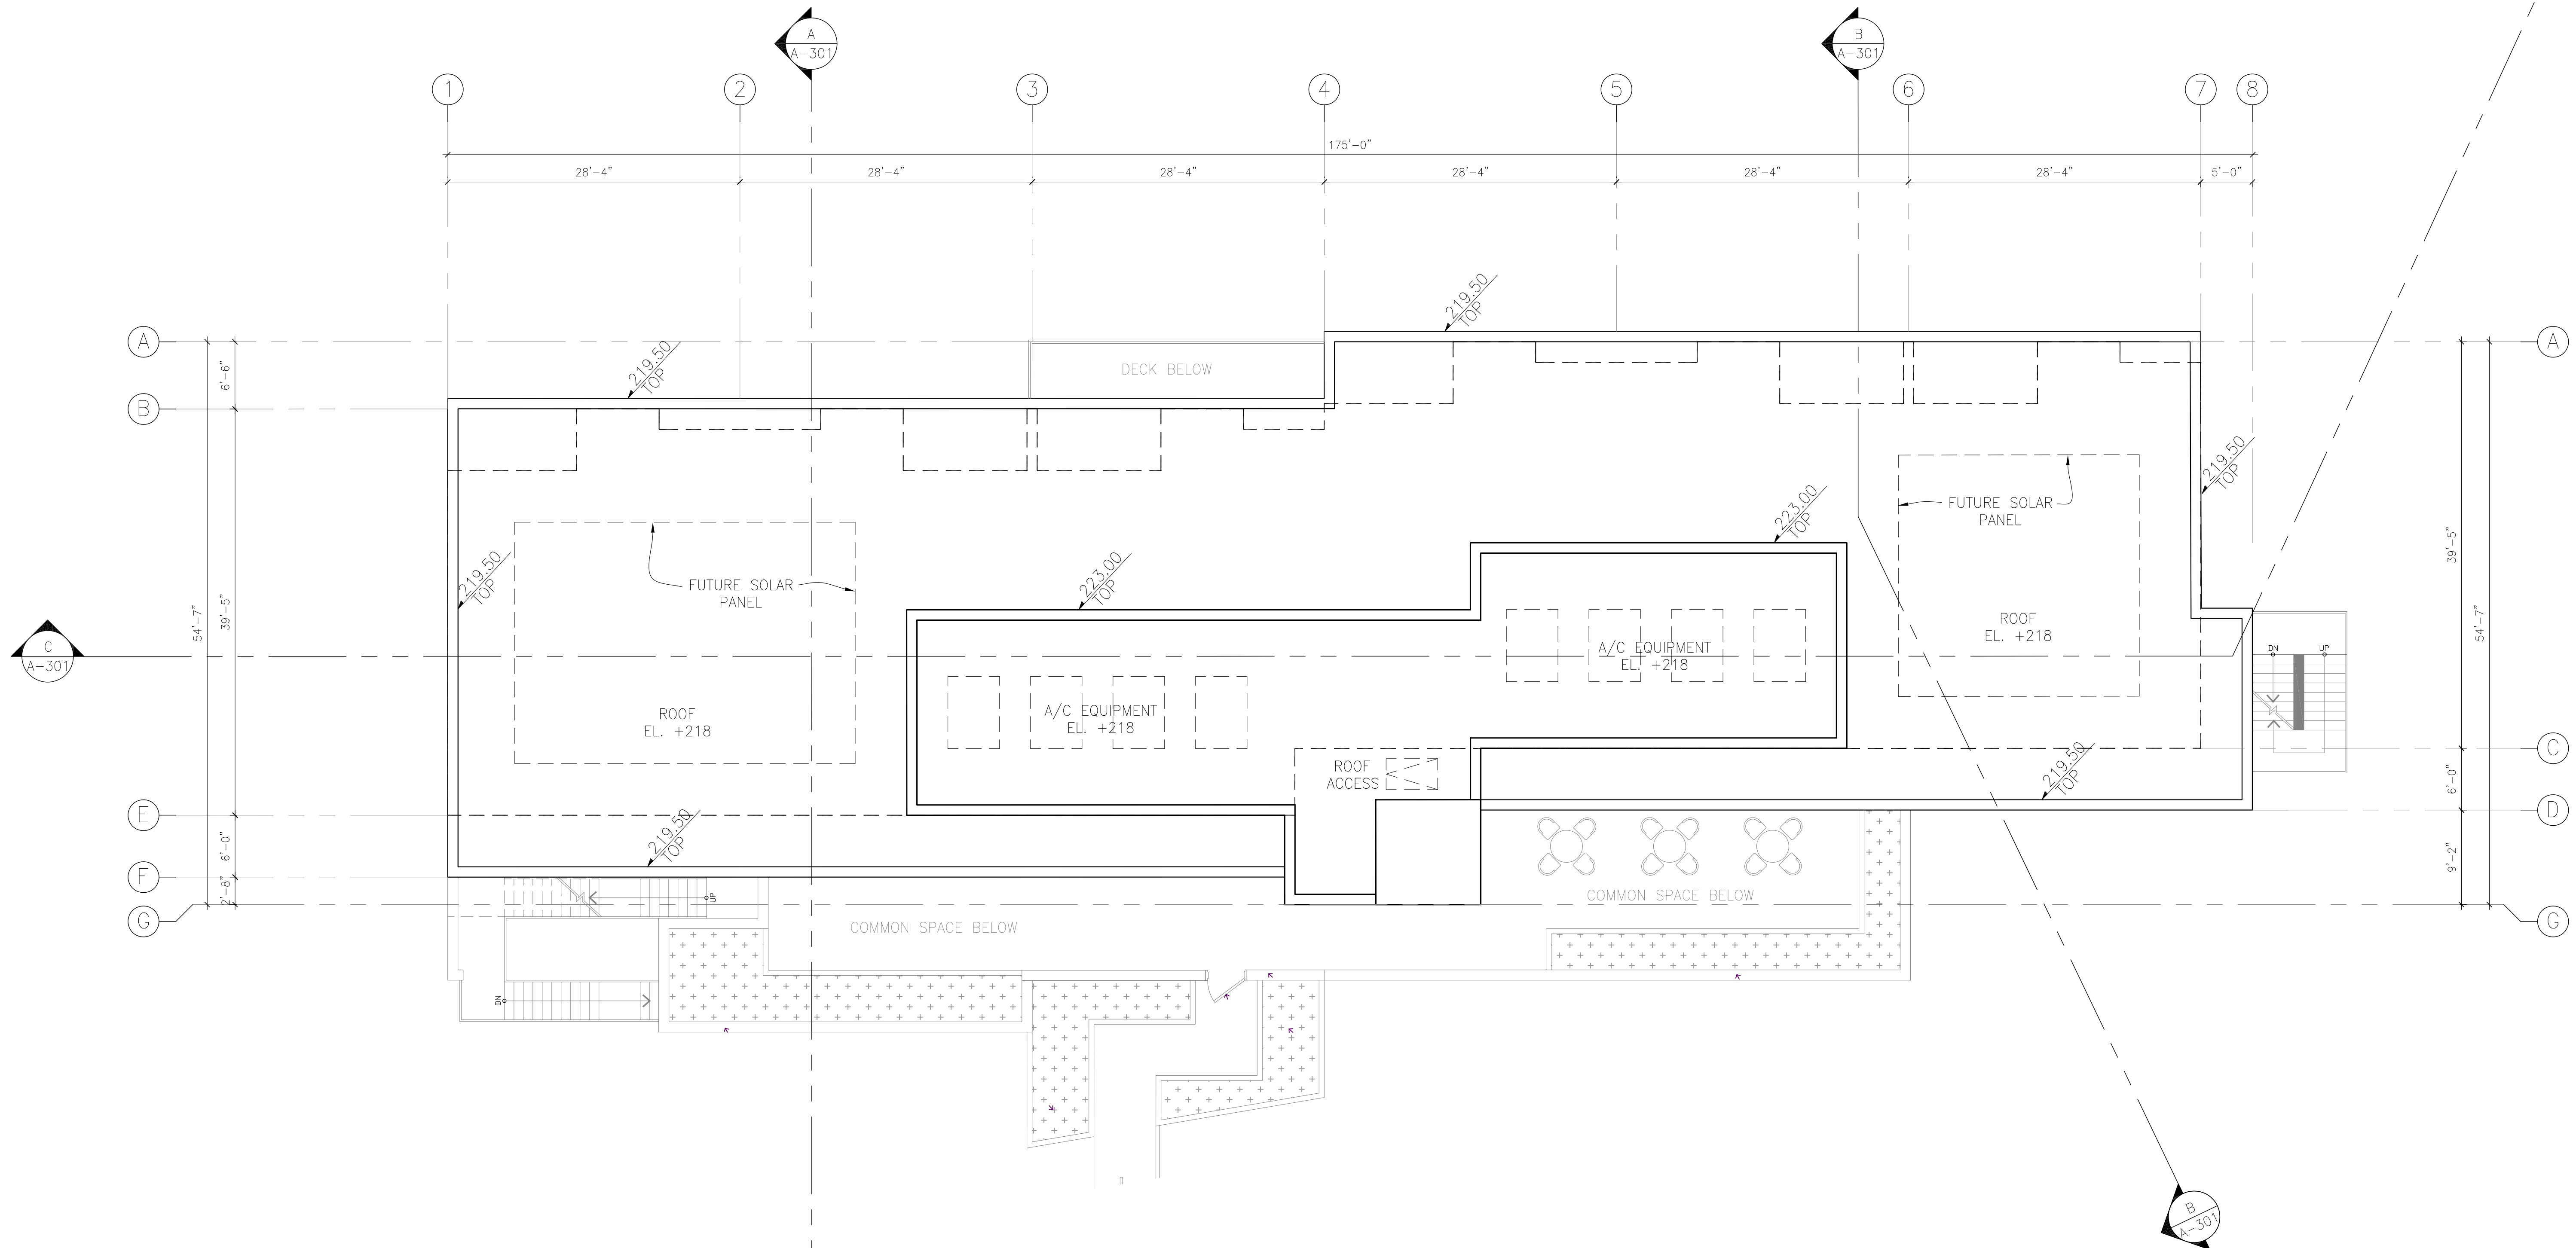 A
A-301
B
A-301
1
2
3
4
5
6
7
8
175'-0"
28'-4"
28'-4"
28'-4"
28'-4"
28'-4"
28'-4"
5'-0"
219.50
TOP
219.50
TOP
A
A
6'-6"
DECK BELOW
B
219.50
TOP
223.00
TOP
FUTURE SOLAR
PANEL
39'-5"
219.50
TOP
223.00
TOP
FUTURE SOLAR
PANEL
54'-7"
39'-5"
ROOF
EL. +218
54'-7"
C
A-301
A/C EQUIPMENT
EL. +218
DN
UP
ROOF
EL. +218
A/C EQUIPMENT
EL. +218
C
ROOF
ACCESS
219.50
TOP
6'-0"
E
D
219.50
TOP
6'-0"
9'-2"
F
2'-8"
UP
COMMON SPACE BELOW
G
G
COMMON SPACE BELOW
DN
B
A-301